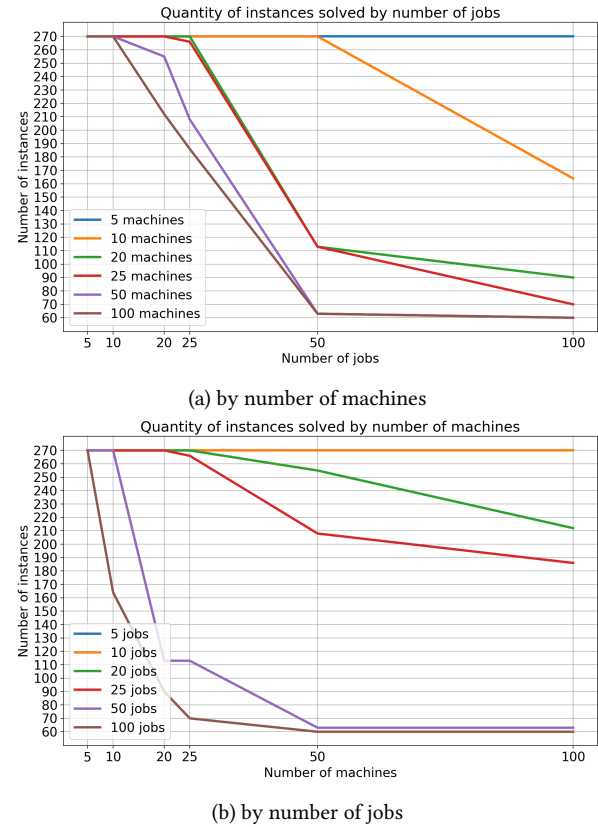 Quantity of instances solved by number of jobs
270
260
250
240
230
220
210
200
190
180
170
160
150
140
130
120
110
100
90
80
70
60
Number of instances
5 machines
10 machines
20 machines
25 machines
50 machines
100 machines
5 10 20 25 50 100
Number of jobs
(a) by number of machines
Quantity of instances solved by number of machines
270
260
250
240
230
220
210
200
190
180
170
160
150
140
130
120
110
100
90
80
70
60
Number of instances
5 jobs
10 jobs
20 jobs
25 jobs
50 jobs
100 jobs
5 10 20 25 50 100
Number of machines
(b) by number of jobs